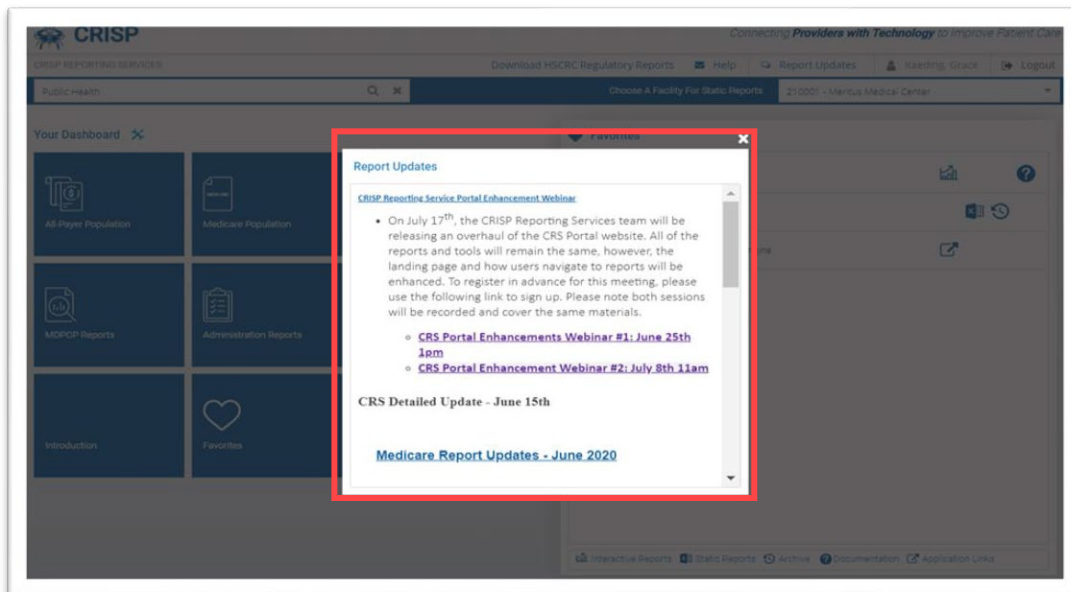 CRISP
Connecting Providers with Technology to Improve Patient Care
CRISP REPORTING SERVICES
Download HSCRC Regulatory Reports
Help
Report Updates
Kaeding, Grace
Logout
Public Health
Choose A Facility For Static Reports
210001 - Meritus Medical Center
Your Dashboard
Favorites
All-Payer Population
Medicare Population
MDPCP Reports
Administration Reports
Introduction
Favorites
Report Updates
CRISP Reporting Service Portal Enhancement Webinar
• On July 17th, the CRISP Reporting Services team will be
releasing an overhaul of the CRS Portal website. All of the
reports and tools will remain the same, however, the
landing page and how users navigate to reports will be
enhanced. To register in advance for this meeting, please
use the following link to sign up. Please note both sessions
will be recorded and cover the same materials.
CRS Portal Enhancements Webinar #1: June 25th
1pm
CRS Portal Enhancement Webinar #2: July 8th 11am
CRS Detailed Update - June 15th
Medicare Report Updates - June 2020
Interactive Reports
Static Reports
Archive
Documentation
Application Links